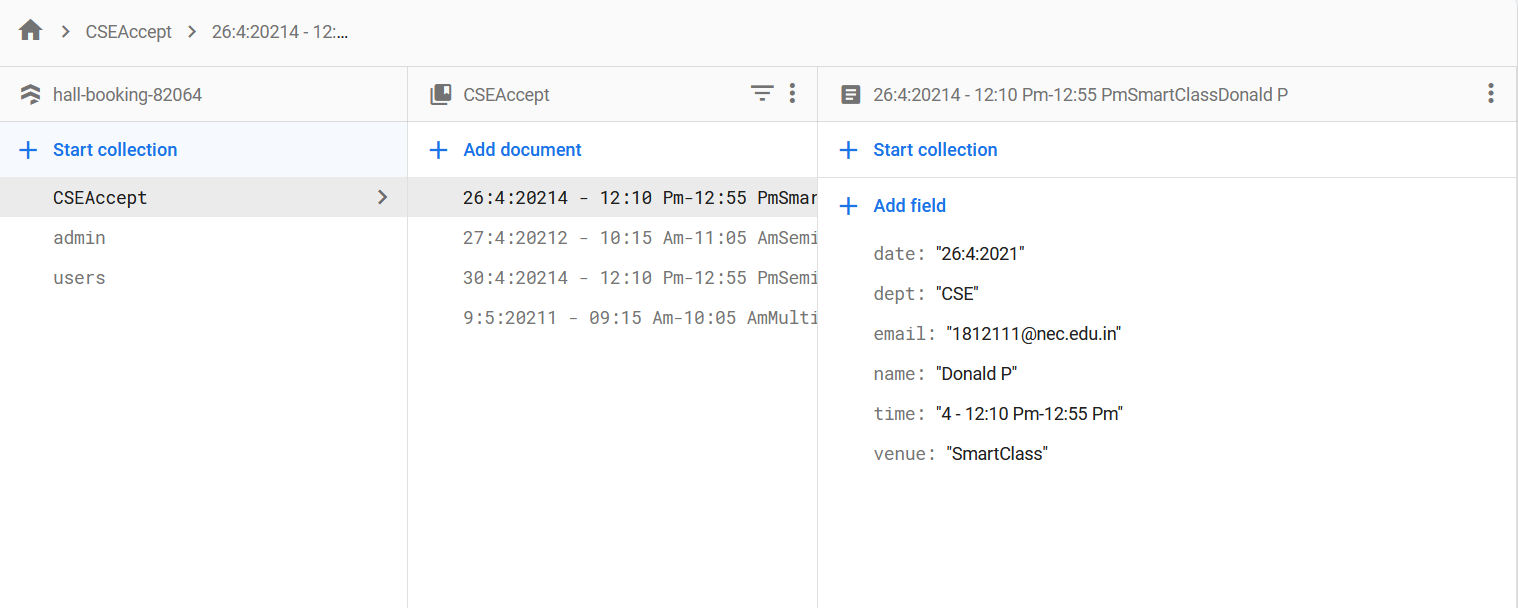 CSEAccept > 26:4:20214 - 12:...
hall-booking-82064
+ Start collection
CSEAccept
admin
users
CSEAccept
+ Add document
26:4:20214 - 12:10 Pm-12:55 PmSmar
27:4:20212 - 10:15 Am-11:05 AmSemi
30:4:20214 - 12:10 Pm-12:55 PmSemi
9:5:20211 - 09:15 Am-10:05 AmMulti
26:4:20214 - 12:10 Pm-12:55 PmSmartClassDonald P
+ Start collection
+ Add field
date: "26:4:2021"
dept: "CSE"
email: "1812111@nec.edu.in"
name: "Donald P"
time: "4 - 12:10 Pm-12:55 Pm"
venue: "SmartClass"